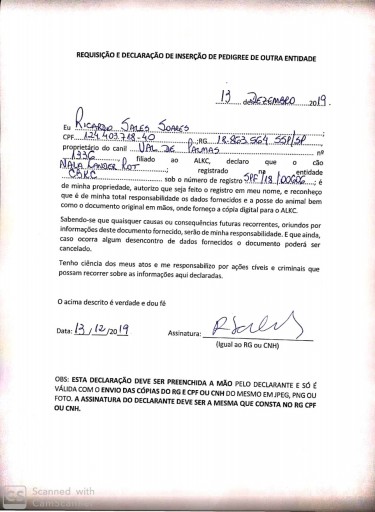 REQUISIÇÃO E DECLARAÇÃO DE INSERÇÃO DE PEDIGREE DE OUTRA ENTIDADE
13 de DEZEMBRO 2019.
Eu RICARDO SALES SOARES;
CPF 124.403.718-40 ;RG 18.863.564 SSP/SP
proprietário do canil VAL DE PALMAS nº
1336 filiado ao ALKC, declaro que o cão
NALA LANDER ROT registrado na entidade
CBKC sob o número de registro SPF/18/00606; é
de minha propriedade, autorizo que seja feito o registro em meu nome, e reconheço
que é de minha total responsabilidade os dados fornecidos e a posse do animal bem
como o documento original em mãos, onde forneço a cópia digital para o ALKC.
Sabendo-se que quaisquer causas ou consequências futuras recorrentes, oriundos por
informações deste documento fornecido, serão de minha responsabilidade. E que ainda,
caso ocorra algum desencontro de dados fornecidos o documento poderá ser
cancelado.
Tenho ciência dos meus atos e me responsabilizo por ações cíveis e criminais que
possam recorrer sobre as informações aqui declaradas.
O acima descrito é verdade e dou fé
Data: 13/12/2019 Assinatura:
(Igual ao RG ou CNH)
OBS: ESTA DECLARAÇÃO DEVE SER PREENCHIDA A MÃO PELO DECLARANTE E SÓ É
VÁLIDA COM O ENVIO DAS CÓPIAS DO RG E CPF OU CNH DO MESMO EM JPEG, PNG OU
FOTO. A ASSINATURA DO DECLARANTE DEVE SER A MESMA QUE CONSTA NO RG CPF
OU CNH.
CS Scanned with
CamScanner